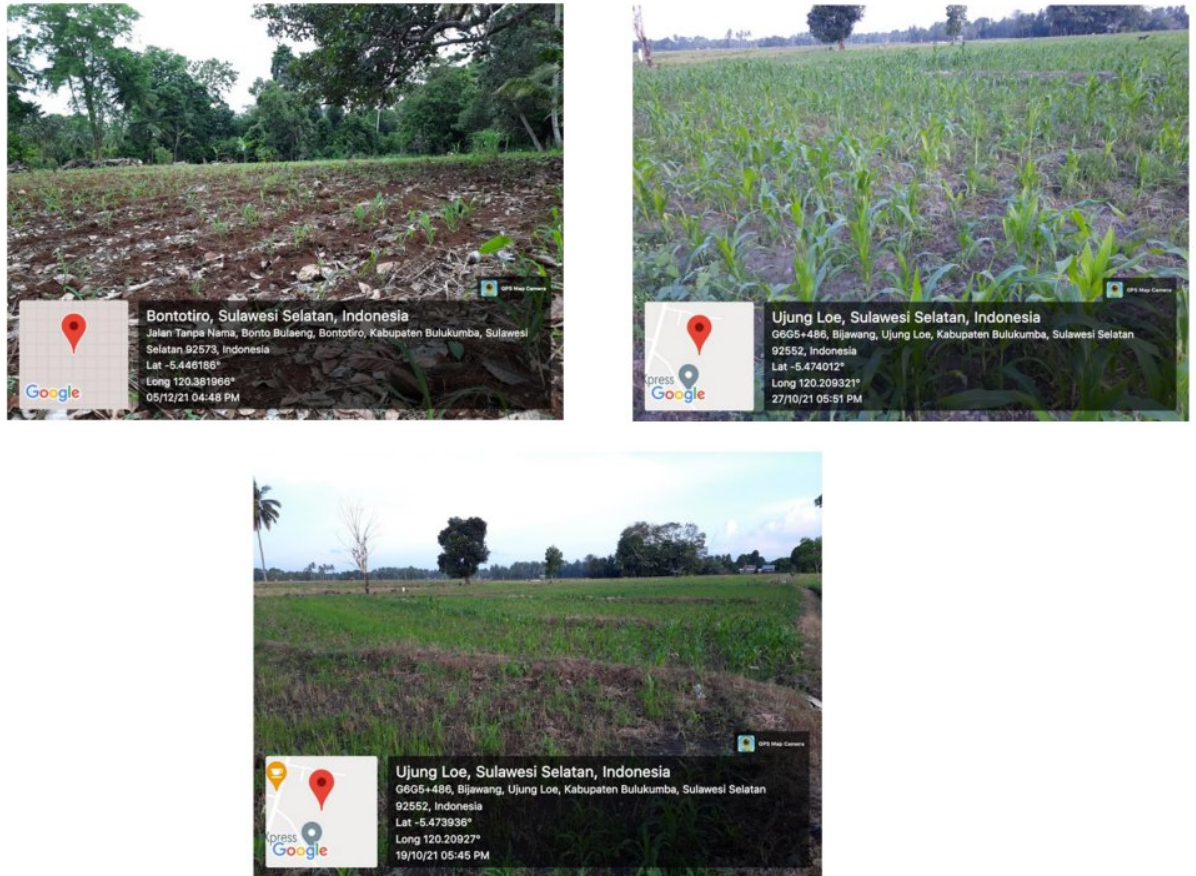 GPS Map Camera
Bontotiro, Sulawesi Selatan, Indonesia
Jalan Tanpa Nama, Bonto Bulaeng, Bontotiro, Kabupaten Bulukumba, Sulawesi
Selatan 92573, Indonesia
Lat -5.446186°
Long 120.381966°
05/12/21 04:48 PM
Google
GPS Map Camera
Ujung Loe, Sulawesi Selatan, Indonesia
G6G5+486, Bijawang, Ujung Loe, Kabupaten Bulukumba, Sulawesi Selatan
92552, Indonesia
Lat -5.474012°
Long 120.209321°
27/10/21 05:51 PM
xpress
Google
GPS Map Camera
Ujung Loe, Sulawesi Selatan, Indonesia
G6G5+486, Bijawang, Ujung Loe, Kabupaten Bulukumba, Sulawesi Selatan
92552, Indonesia
Lat -5.473936°
Long 120.20927°
19/10/21 05:45 PM
Xpress
Google